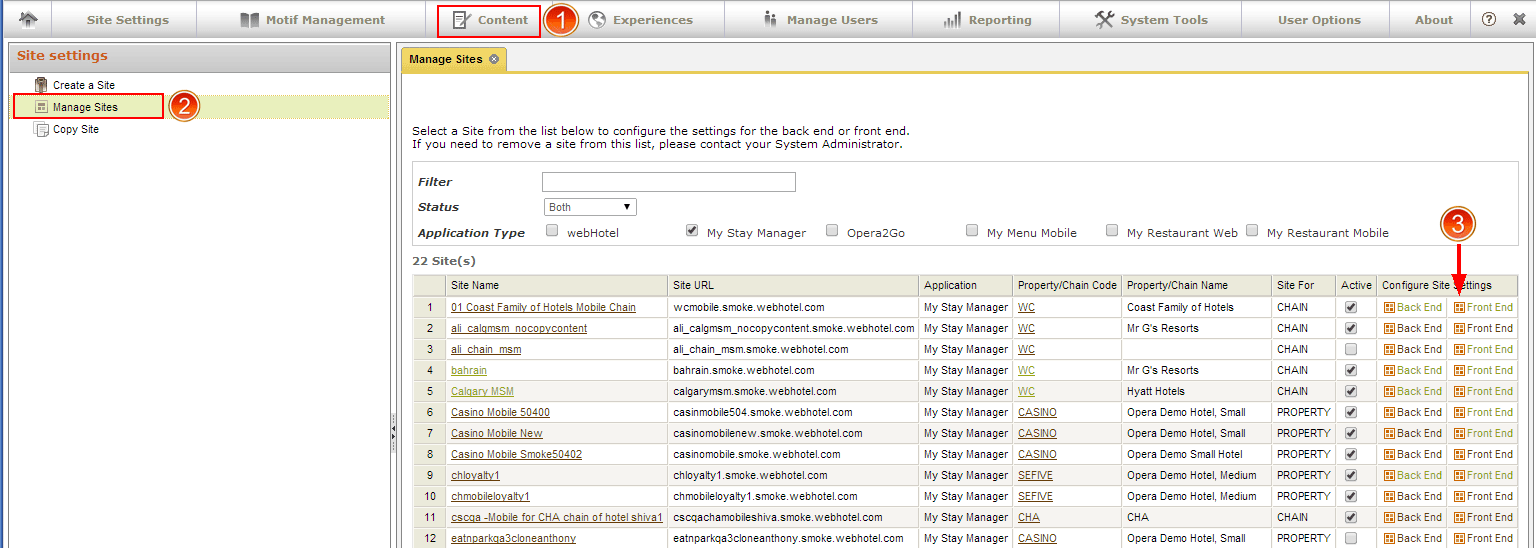 Site Settings Motif Management Content 1 Experiences Manage Users Reporting System Tools User Options About ?
Site settings
Create a Site
Manage Sites 2
Copy Site
Manage Sites
Select a Site from the list below to configure the settings for the back end or front end.
If you need to remove a site from this list, please contact your System Administrator.
Filter
Status Both
Application Type webHotel My Stay Manager Opera2Go My Menu Mobile My Restaurant Web My Restaurant Mobile
3
22 Site(s)
Site Name Site URL Application Property/Chain Code Property/Chain Name Site For Active Configure Site Settings
1 01 Coast Family of Hotels Mobile Chain wcmobile.smoke.webhotel.com My Stay Manager WC Coast Family of Hotels CHAIN Back End Front End
2 ali_calgmsm_nocopycontent ali_calgmsm_nocopycontent.smoke.webhotel.com My Stay Manager WC Mr G's Resorts CHAIN Back End Front End
3 ali_chain_msm ali_chain_msm.smoke.webhotel.com My Stay Manager WC CHAIN Back End Front End
4 bahrain bahrain.smoke.webhotel.com My Stay Manager WC Mr G's Resorts CHAIN Back End Front End
5 Calgary MSM calgarymsm.smoke.webhotel.com My Stay Manager WC Hyatt Hotels CHAIN Back End Front End
6 Casino Mobile 50400 casinmobile504.smoke.webhotel.com My Stay Manager CASINO Opera Demo Hotel, Small PROPERTY Back End Front End
7 Casino Mobile New casinomobilenew.smoke.webhotel.com My Stay Manager CASINO Opera Demo Hotel, Small PROPERTY Back End Front End
8 Casino Mobile Smoke50402 casinomobile.smoke.webhotel.com My Stay Manager CASINO Opera Demo Small Hotel PROPERTY Back End Front End
9 chloyalty1 chloyalty1.smoke.webhotel.com My Stay Manager SEFIVE Opera Demo Hotel, Medium PROPERTY Back End Front End
10 chmobileloyalty1 chmobileloyalty1.smoke.webhotel.com My Stay Manager SEFIVE Opera Demo Hotel, Medium PROPERTY Back End Front End
11 cscqa -Mobile for CHA chain of hotel shiva1 cscqachamobileshiva.smoke.webhotel.com My Stay Manager CHA CHA CHAIN Back End Front End
12 eatnparkqa3cloneanthony eatnparkqa3cloneanthony.smoke.webhotel.com My Stay Manager CASINO Opera Demo Hotel, Small PROPERTY Back End Front End